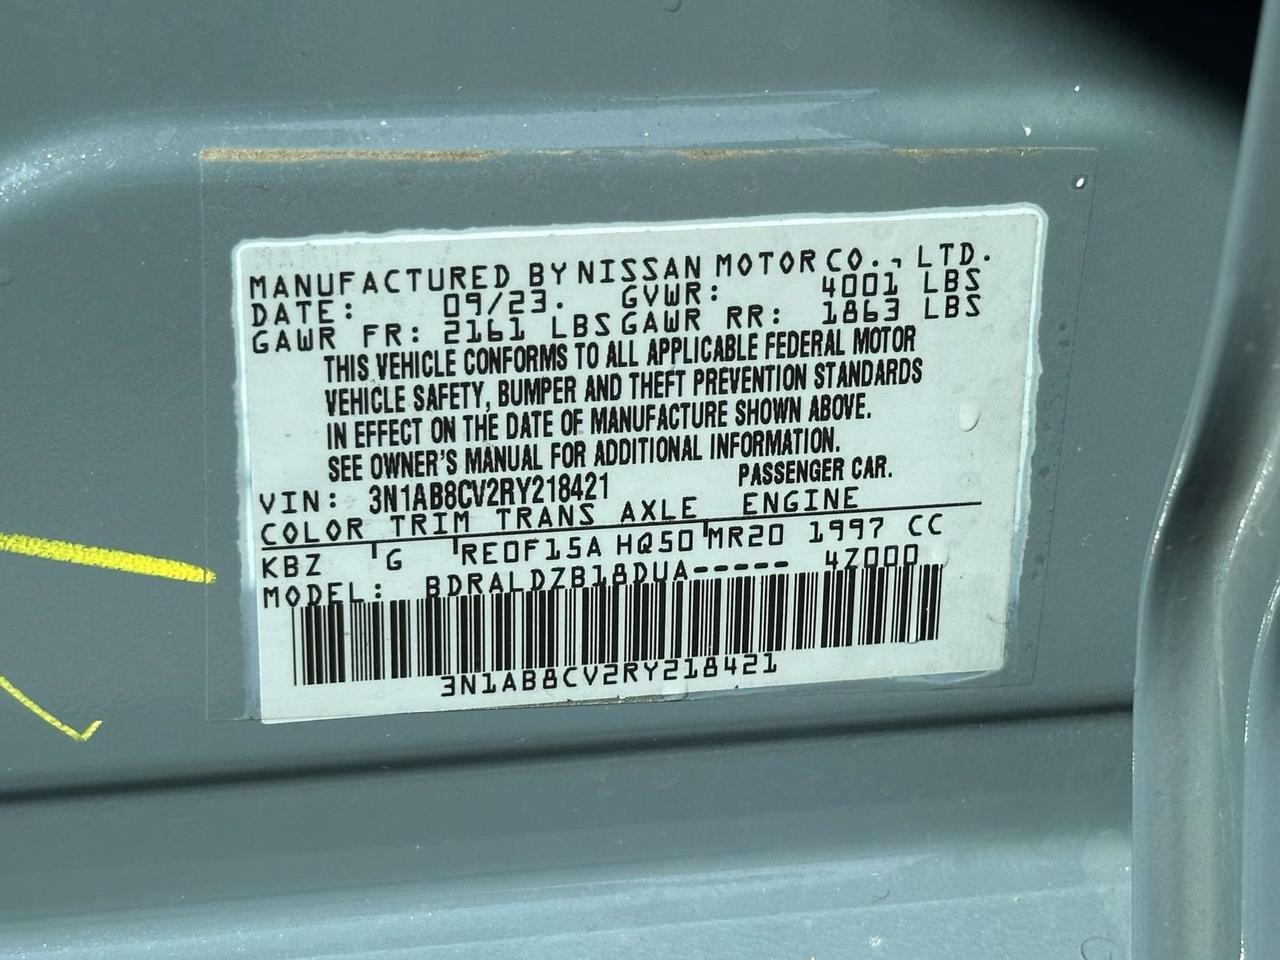 MANUFACTURED BY NISSAN MOTOR CO., LTD.
DATE: 09/23. GVWR: 4001 LBS
GAWR FR: 2161 LBS GAWR RR: 1863 LBS
THIS VEHICLE CONFORMS TO ALL APPLICABLE FEDERAL MOTOR
VEHICLE SAFETY, BUMPER AND THEFT PREVENTION STANDARDS
IN EFFECT ON THE DATE OF MANUFACTURE SHOWN ABOVE.
SEE OWNER'S MANUAL FOR ADDITIONAL INFORMATION.
VIN: 3N1AB8CV2RY218421 PASSENGER CAR.
COLOR TRIM TRANS AXLE ENGINE
KBZ G RE0F15A HQ50 MR20 1997 CC
MODEL: BDRALDZB18DUA----- 4Z000
3N1AB8CV2RY218421